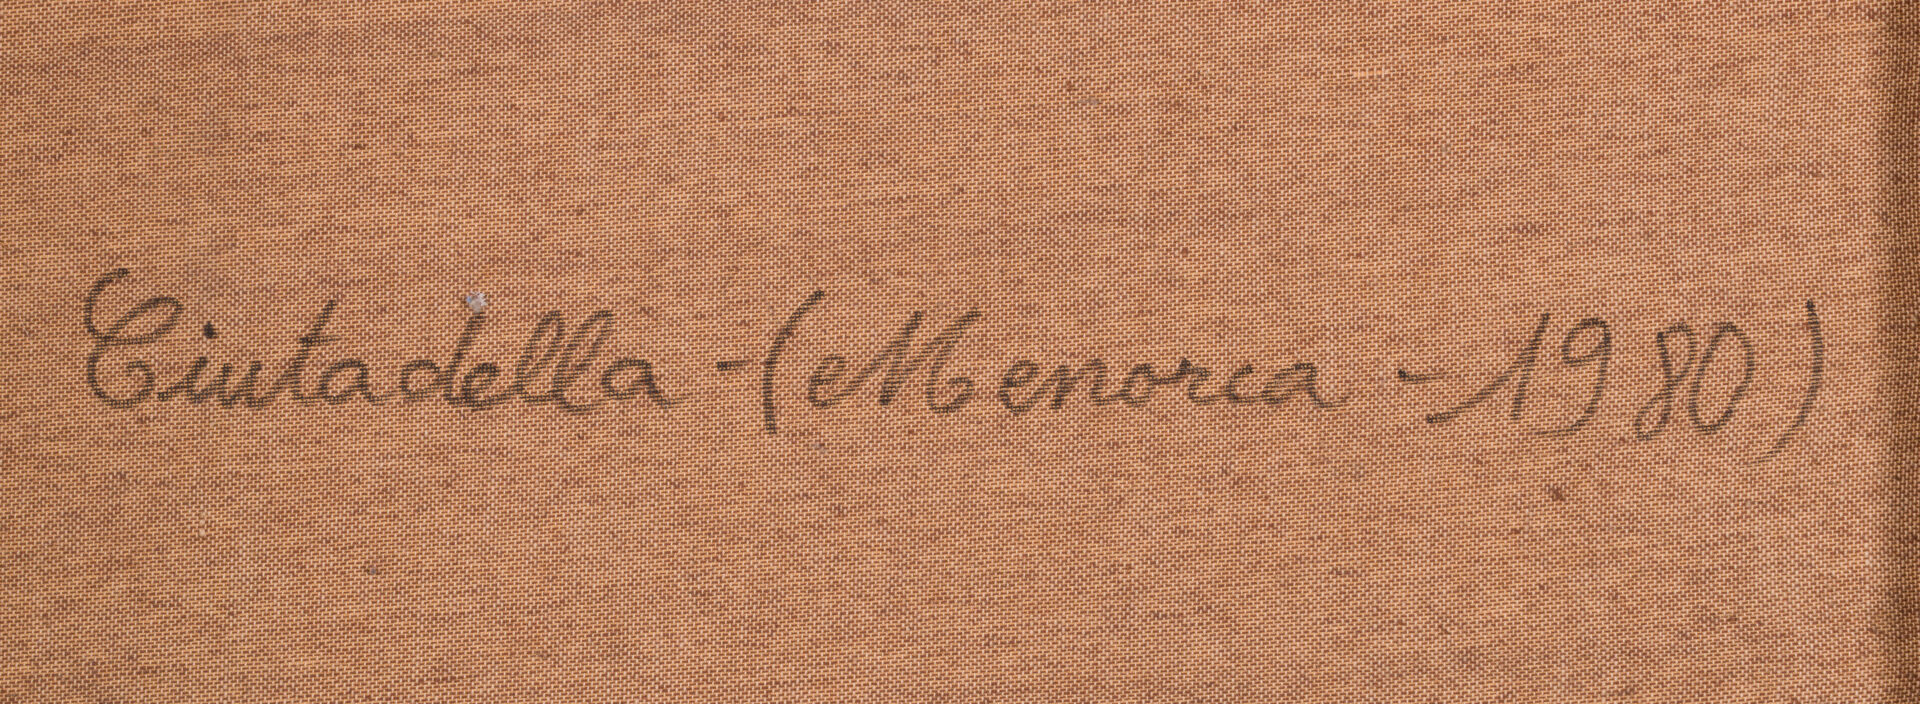 Ciutadella - (Menorca - 1980)